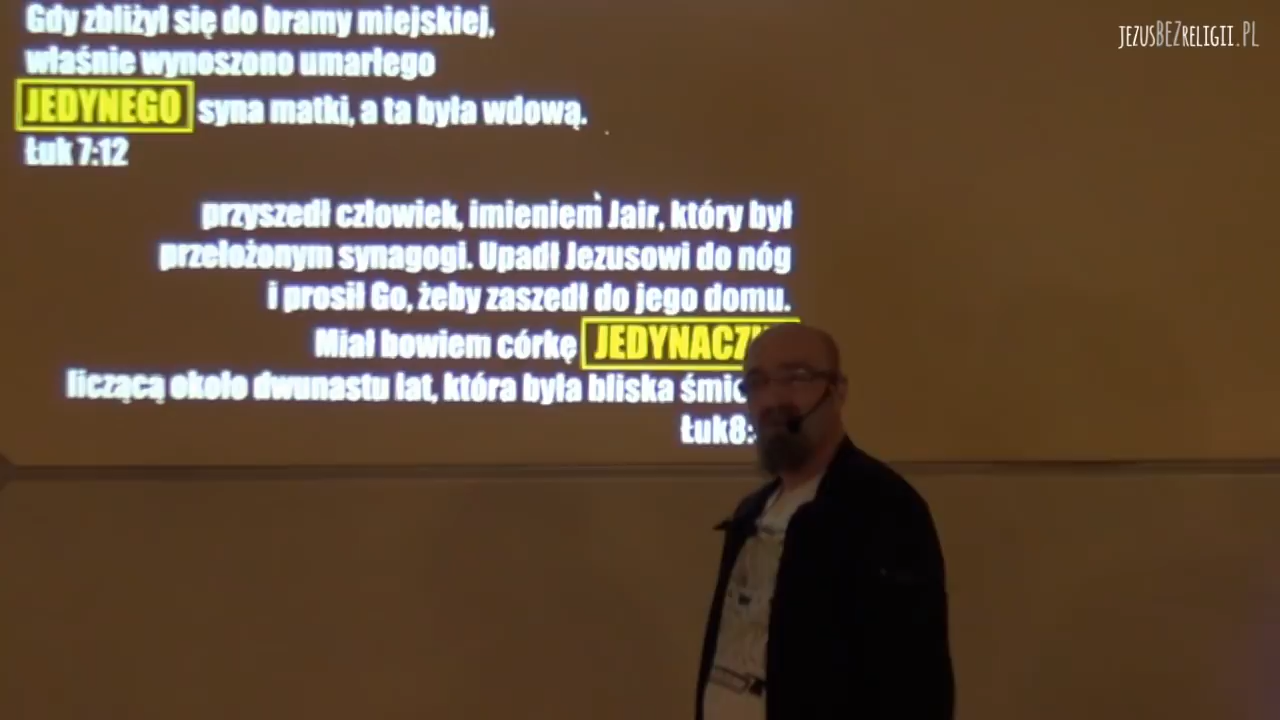 Gdy zbliżył się do bramy miejskiej,
właśnie wynoszono umarłego
JEDYNEGO syna matki, a ta była wdową.
Łuk 7:12
przyszedł człowiek, imieniem Jair, który był
przełożonym synagogi. Upadł Jezusowi do nóg
i prosił Go, żeby zaszedł do jego domu.
Miał bowiem córkę
liczącą około dwunastu lat, która była bliska
Łuk8:
jezusBEZreligii.PL